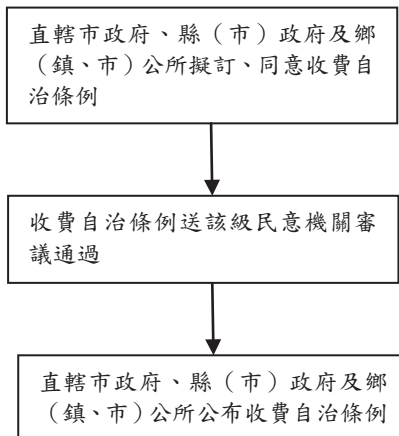 直轄市政府、縣（市）政府及鄉
（鎮、市）公所擬訂、同意收費自
治條例
收費自治條例送該級民意機關審
議通過
直轄市政府、縣（市）政府及鄉
（鎮、市）公所公布收費自治條例